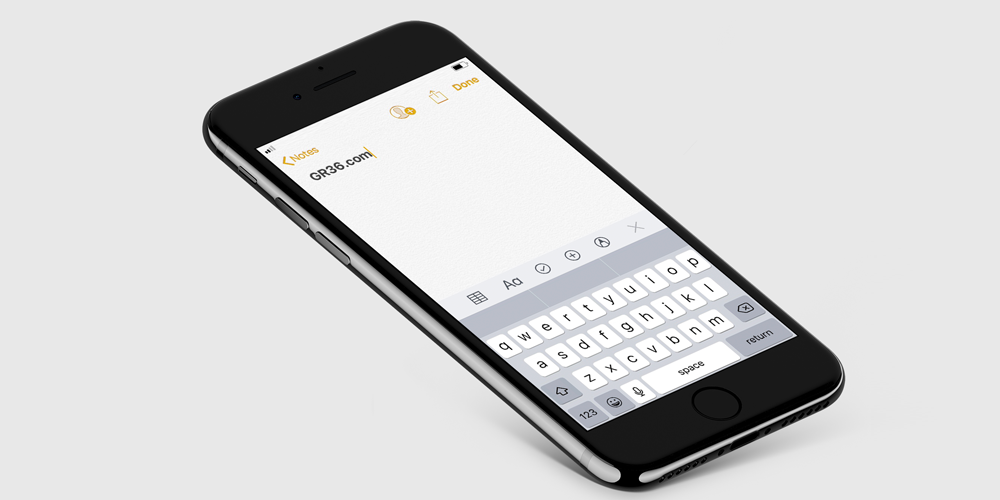 Done
Notes
GR36.com
Aa
q w e r t y u i o p
a s d f g h j k l
z x c v b n m
123 space return